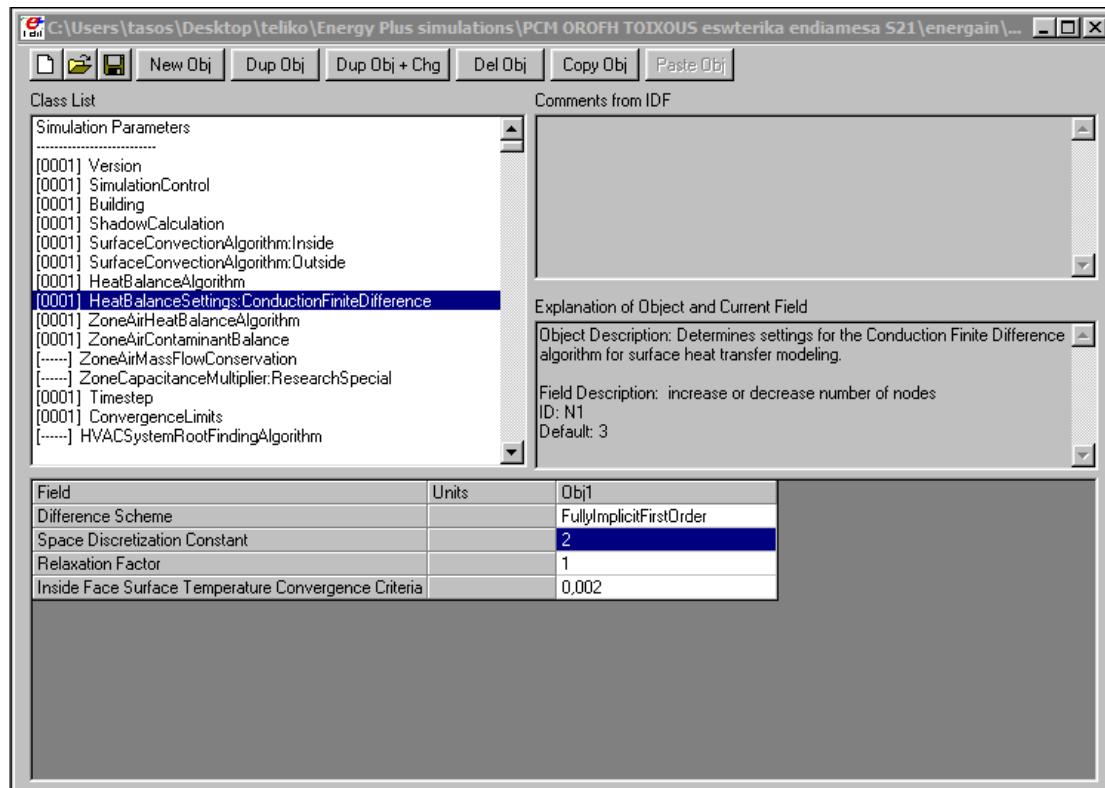 C:\Users\tasos\Desktop\teliko\Energy Plus simulations\PCM OROFH TOIXOUS eswterika endiamesa S21\energain\...
New Obj Dup Obj Dup Obj + Chg Del Obj Copy Obj Paste Obj
Class List
Simulation Parameters
--------------------------
[0001] Version
[0001] SimulationControl
[0001] Building
[0001] ShadowCalculation
[0001] SurfaceConvectionAlgorithm:Inside
[0001] SurfaceConvectionAlgorithm:Outside
[0001] HeatBalanceAlgorithm
[0001] HeatBalanceSettings:ConductionFiniteDifference
[0001] ZoneAirHeatBalanceAlgorithm
[0001] ZoneAirContaminantBalance
[------] ZoneAirMassFlowConservation
[------] ZoneCapacitanceMultiplier:ResearchSpecial
[0001] Timestep
[0001] ConvergenceLimits
[------] HVACSystemRootFindingAlgorithm
Comments from IDF
Explanation of Object and Current Field
Object Description: Determines settings for the Conduction Finite Difference
algorithm for surface heat transfer modeling.
Field Description: increase or decrease number of nodes
ID: N1
Default: 3
Field Units Obj1
Difference Scheme FullyImplicitFirstOrder
Space Discretization Constant 2
Relaxation Factor 1
Inside Face Surface Temperature Convergence Criteria 0,002